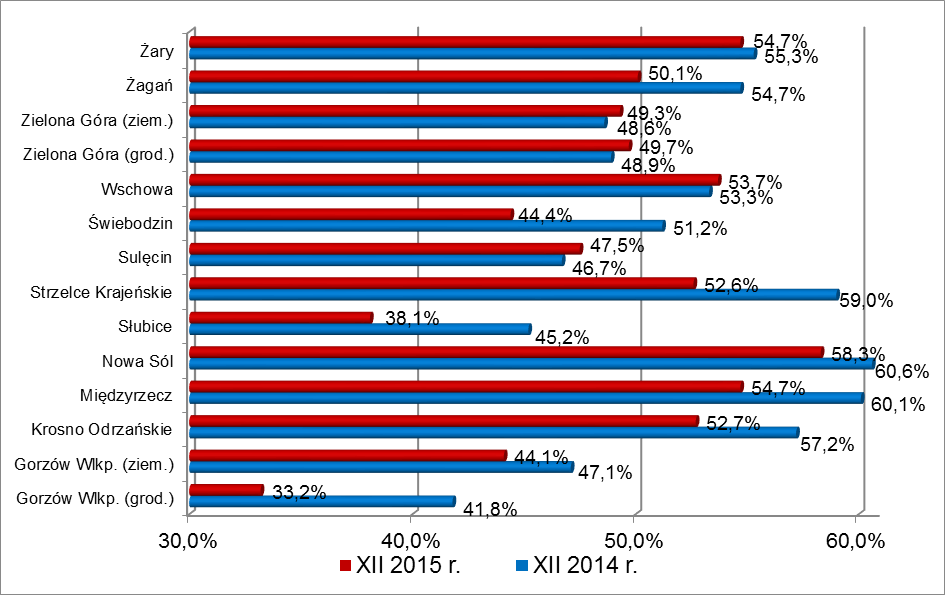 Żary 54,7%
55,3%
Żagań 50,1%
54,7%
Zielona Góra (ziem.) 49,3%
48,6%
Zielona Góra (grod.) 49,7%
48,9%
Wschowa 53,7%
53,3%
Świebodzin 44,4%
51,2%
Sulęcin 47,5%
46,7%
Strzelce Krajeńskie 52,6%
59,0%
Słubice 38,1%
45,2%
Nowa Sól 58,3%
60,6%
Międzyrzecz 54,7%
60,1%
Krosno Odrzańskie 52,7%
57,2%
Gorzów Wlkp. (ziem.) 44,1%
47,1%
Gorzów Wlkp. (grod.) 33,2%
41,8%
30,0% 40,0% 50,0% 60,0%
XII 2015 r. XII 2014 r.